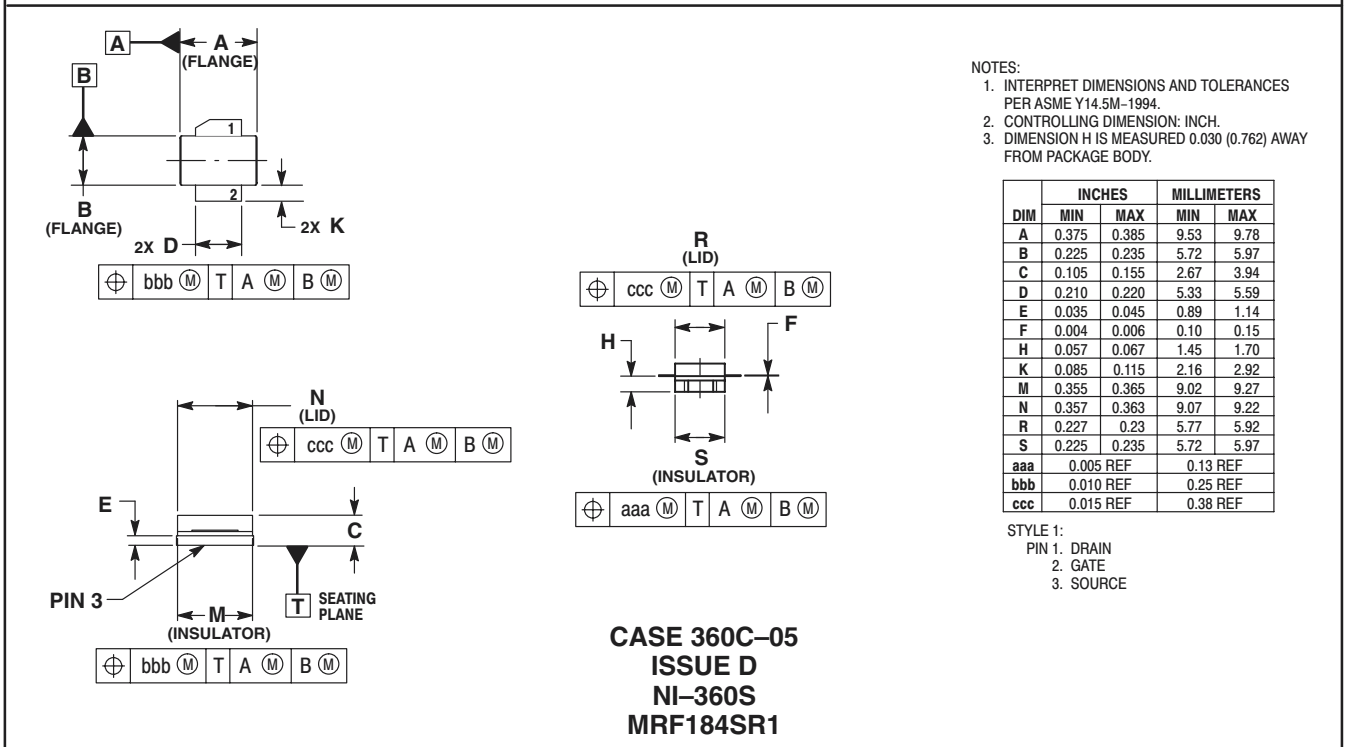 A
A
(FLANGE)
B
1
2
B
(FLANGE)
2X K
2X D
⌖ bbb Ⓜ T A Ⓜ B Ⓜ
N
(LID)
⌖ ccc Ⓜ T A Ⓜ B Ⓜ
E
C
PIN 3
M
(INSULATOR)
T SEATING
PLANE
⌖ bbb Ⓜ T A Ⓜ B Ⓜ
R
(LID)
⌖ ccc Ⓜ T A Ⓜ B Ⓜ
F
H
S
(INSULATOR)
⌖ aaa Ⓜ T A Ⓜ B Ⓜ
CASE 360C–05
ISSUE D
NI–360S
MRF184SR1
NOTES:
1. INTERPRET DIMENSIONS AND TOLERANCES
PER ASME Y14.5M–1994.
2. CONTROLLING DIMENSION: INCH.
3. DIMENSION H IS MEASURED 0.030 (0.762) AWAY
FROM PACKAGE BODY.
INCHES MILLIMETERS
DIM MIN MAX MIN MAX
A 0.375 0.385 9.53 9.78
B 0.225 0.235 5.72 5.97
C 0.105 0.155 2.67 3.94
D 0.210 0.220 5.33 5.59
E 0.035 0.045 0.89 1.14
F 0.004 0.006 0.10 0.15
H 0.057 0.067 1.45 1.70
K 0.085 0.115 2.16 2.92
M 0.355 0.365 9.02 9.27
N 0.357 0.363 9.07 9.22
R 0.227 0.23 5.77 5.92
S 0.225 0.235 5.72 5.97
aaa 0.005 REF 0.13 REF
bbb 0.010 REF 0.25 REF
ccc 0.015 REF 0.38 REF
STYLE 1:
PIN 1. DRAIN
2. GATE
3. SOURCE